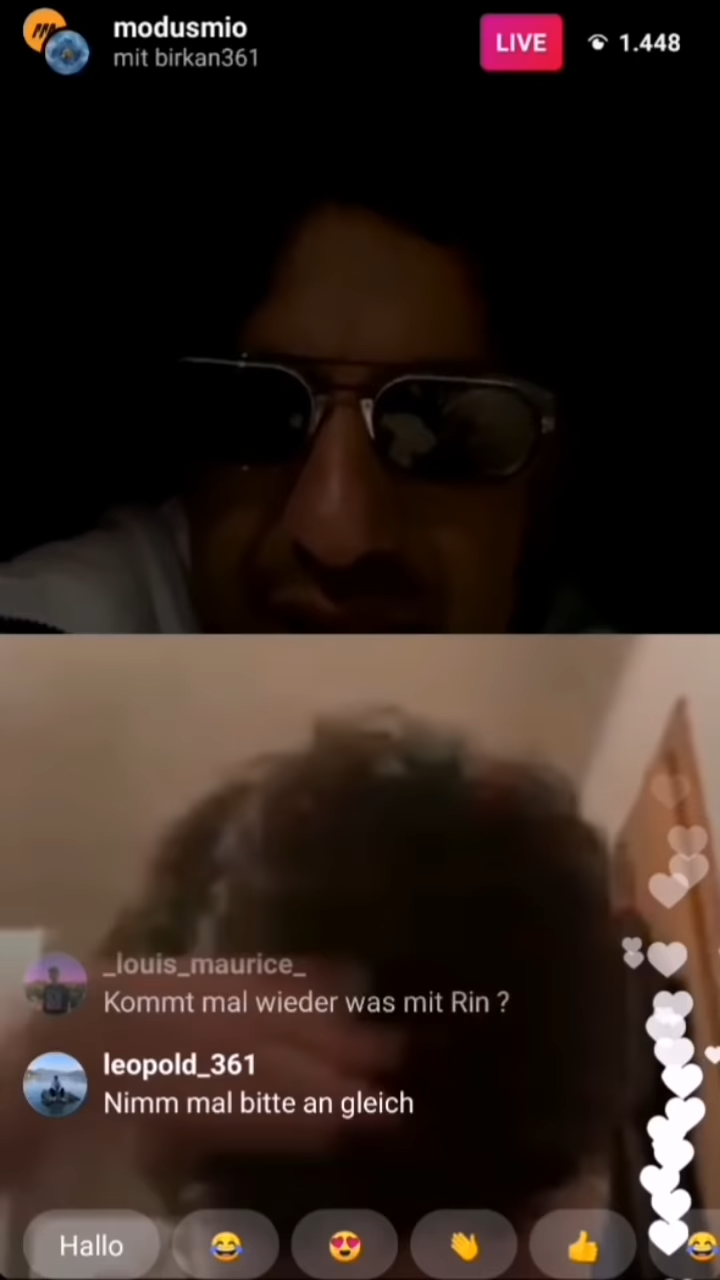 modusmio
mit birkan361
LIVE
1.448
_louis_maurice_
Kommt mal wieder was mit Rin ?
leopold_361
Nimm mal bitte an gleich
Hallo